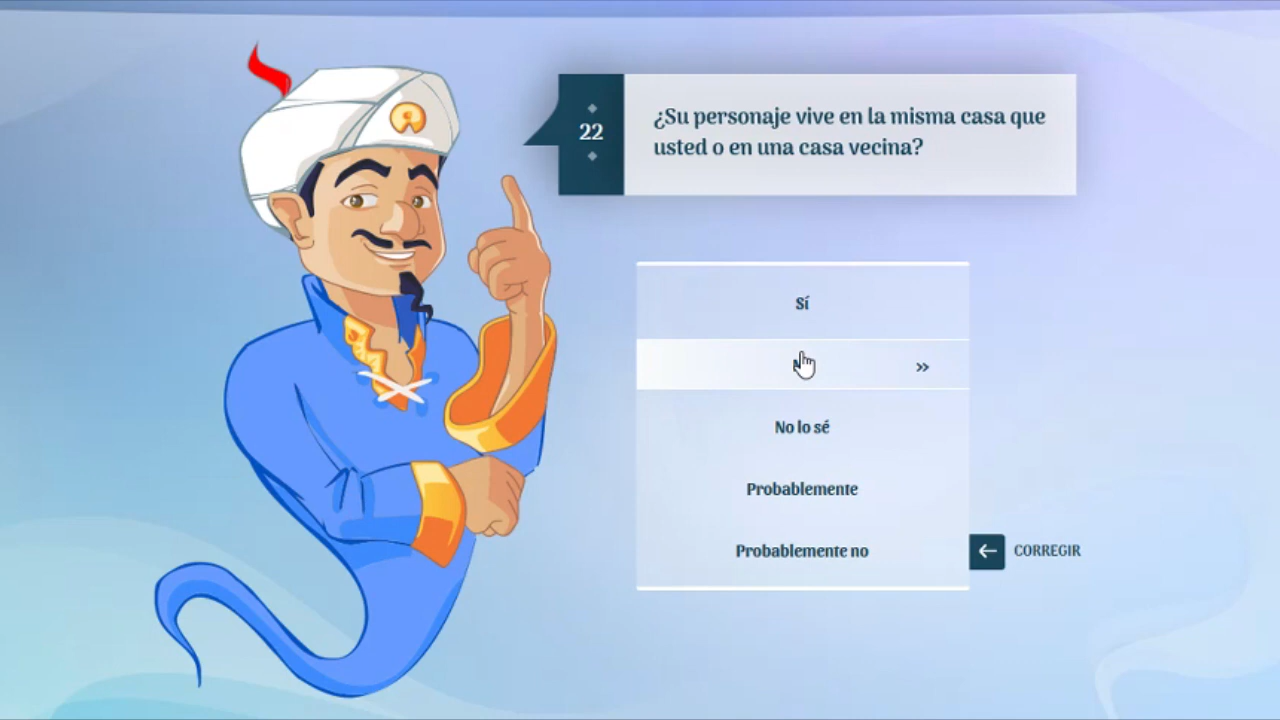 22
¿Su personaje vive en la misma casa que
usted o en una casa vecina?
Sí
»
No lo sé
Probablemente
Probablemente no
CORREGIR